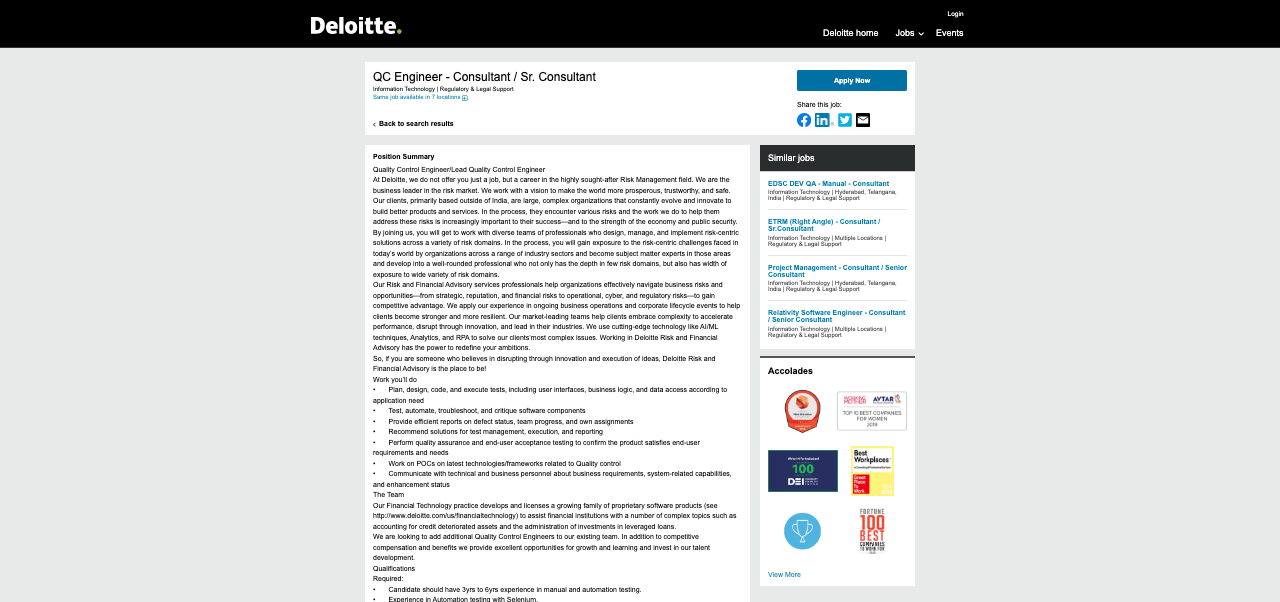 Deloitte.
Login
Deloitte home
Jobs
Events
QC Engineer - Consultant / Sr. Consultant
Information Technology | Regulatory & Legal Support
Same job available in 7 locations
‹ Back to search results
Apply Now
Share this job:
Position Summary
Quality Control Engineer/Lead Quality Control Engineer
At Deloitte, we do not offer you just a job, but a career in the highly sought-after Risk Management field. We are the
business leader in the risk market. We work with a vision to make the world more prosperous, trustworthy, and safe.
Our clients, primarily based outside of India, are large, complex organizations that constantly evolve and innovate to
build better products and services. In the process, they encounter various risks and the work we do to help them
address these risks is increasingly important to their success—and to the strength of the economy and public security.
By joining us, you will get to work with diverse teams of professionals who design, manage, and implement risk-centric
solutions across a variety of risk domains. In the process, you will gain exposure to the risk-centric challenges faced in
today's world by organizations across a range of industry sectors and become subject matter experts in those areas
and develop into a well-rounded professional who not only has the depth in few risk domains, but also has width of
exposure to wide variety of risk domains.
Our Risk and Financial Advisory services professionals help organizations effectively navigate business risks and
opportunities—from strategic, reputation, and financial risks to operational, cyber, and regulatory risks—to gain
competitive advantage. We apply our experience in ongoing business operations and corporate lifecycle events to help
clients become stronger and more resilient. Our market-leading teams help clients embrace complexity to accelerate
performance, disrupt through innovation, and lead in their industries. We use cutting-edge technology like AI/ML
techniques, Analytics, and RPA to solve our clients'most complex issues. Working in Deloitte Risk and Financial
Advisory has the power to redefine your ambitions.
So, if you are someone who believes in disrupting through innovation and execution of ideas, Deloitte Risk and
Financial Advisory is the place to be!
Work you'll do
• Plan, design, code, and execute tests, including user interfaces, business logic, and data access according to
application need
• Test, automate, troubleshoot, and critique software components
• Provide efficient reports on defect status, team progress, and own assignments
• Recommend solutions for test management, execution, and reporting
• Perform quality assurance and end-user acceptance testing to confirm the product satisfies end-user
requirements and needs
• Work on POCs on latest technologies/frameworks related to Quality control
• Communicate with technical and business personnel about business requirements, system-related capabilities,
and enhancement status
The Team
Our Financial Technology practice develops and licenses a growing family of proprietary software products (see
http://www.deloitte.com/us/financialtechnology) to assist financial institutions with a number of complex topics such as
accounting for credit deteriorated assets and the administration of investments in leveraged loans.
We are looking to add additional Quality Control Engineers to our existing team. In addition to competitive
compensation and benefits we provide excellent opportunities for growth and learning and invest in our talent
development.
Qualifications
Required:
• Candidate should have 3yrs to 6yrs experience in manual and automation testing.
• Experience in Automation testing with Selenium.
Similar jobs
EDSC DEV QA - Manual - Consultant
Information Technology | Hyderabad, Telangana,
India | Regulatory & Legal Support
ETRM (Right Angle) - Consultant /
Sr.Consultant
Information Technology | Multiple Locations |
Regulatory & Legal Support
Project Management - Consultant / Senior
Consultant
Information Technology | Hyderabad, Telangana,
India | Regulatory & Legal Support
Relativity Software Engineer - Consultant
/ Senior Consultant
Information Technology | Multiple Locations |
Regulatory & Legal Support
Accolades
WORKING MOTHER
AVTAR
TOP 10 BEST COMPANIES
FOR WOMEN
2019
100
DEI
Best
Workplaces
Great
Place
To
Work
FORTUNE
100
BEST
COMPANIES
TO WORK FOR
View More